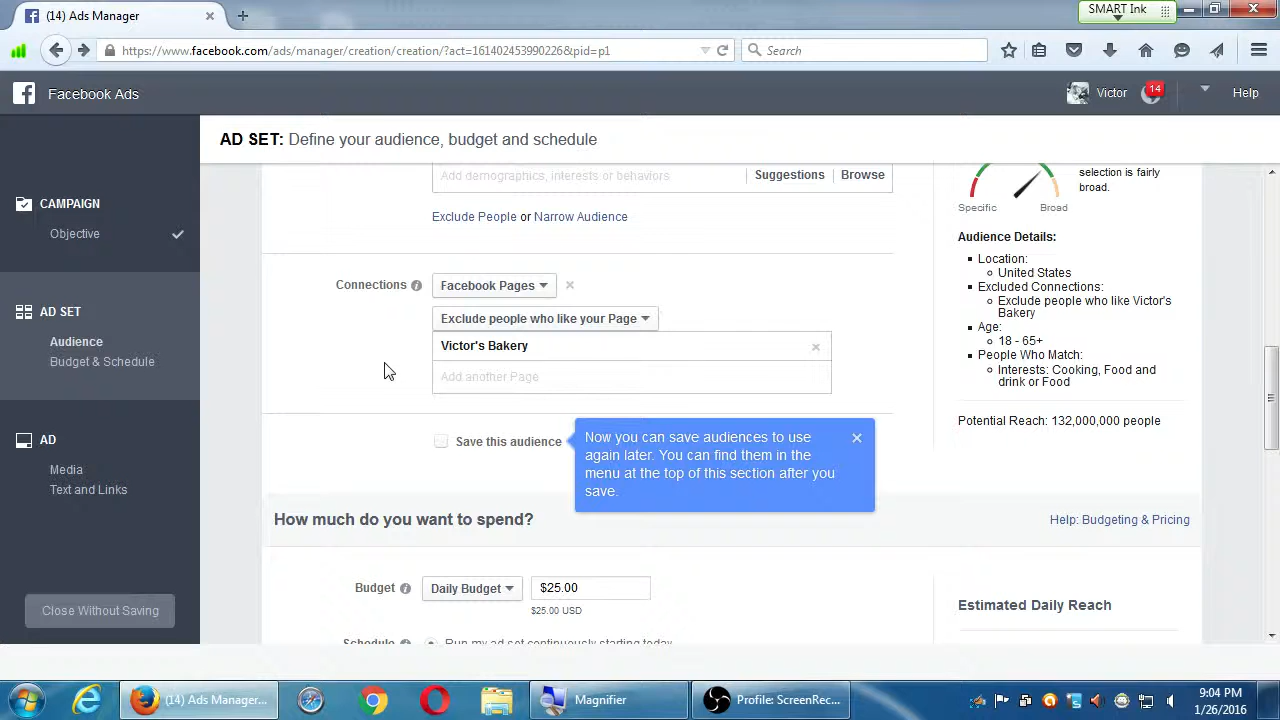 (14) Ads Manager
SMART Ink
https://www.facebook.com/ads/manager/creation/creation/?act=161402453990226&pid=p1
Search
Facebook Ads
Victor
14
Help
AD SET: Define your audience, budget and schedule
CAMPAIGN
Objective
AD SET
Audience
Budget & Schedule
AD
Media
Text and Links
Close Without Saving
Add demographics, interests or behaviors
Suggestions
Browse
Exclude People or Narrow Audience
Connections
Facebook Pages
Exclude people who like your Page
Victor's Bakery
Add another Page
Save this audience
Now you can save audiences to use
again later. You can find them in the
menu at the top of this section after you
save.
How much do you want to spend?
Help: Budgeting & Pricing
Budget
Daily Budget
$25.00
$25.00 USD
Schedule
Run my ad set continuously starting today
selection is fairly
broad.
Specific
Broad
Audience Details:
Location:
United States
Excluded Connections:
Exclude people who like Victor's
Bakery
Age:
18 - 65+
People Who Match:
Interests: Cooking, Food and
drink or Food
Potential Reach: 132,000,000 people
Estimated Daily Reach
(14) Ads Manager...
Magnifier
Profile: ScreenRec...
9:04 PM
1/26/2016